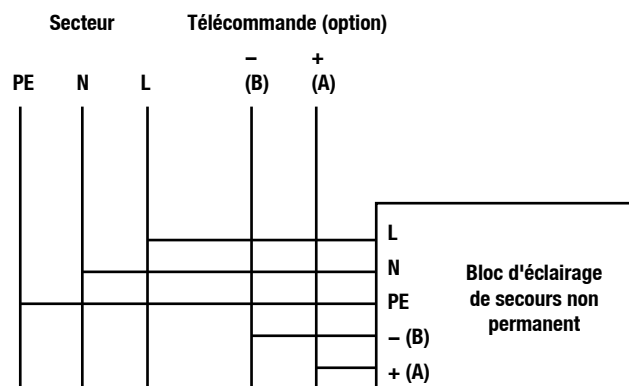 Secteur
Télécommande (option)
PE
N
L
– (B)
+ (A)
L
N
PE
– (B)
+ (A)
Bloc d'éclairage
de secours non
permanent